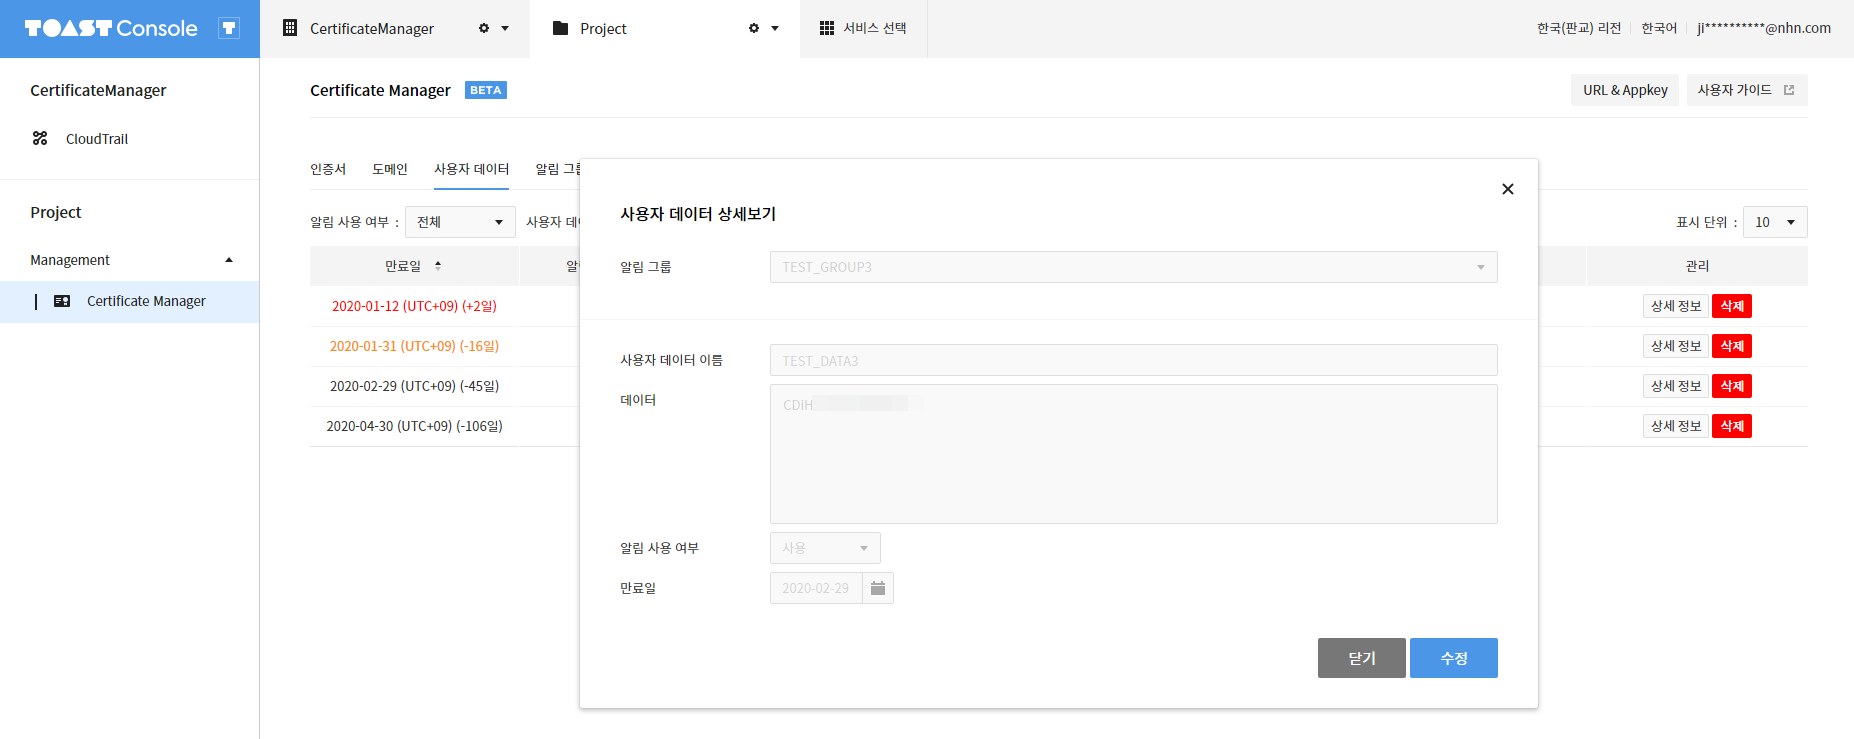 TOAST Console T
CertificateManager
Project
서비스 선택
한국(판교) 리전
한국어
ji**********@nhn.com
CertificateManager
CloudTrail
Project
Management
Certificate Manager
Certificate Manager BETA
URL & Appkey
사용자 가이드
인증서 도메인 사용자 데이터 알림
알림 사용 여부 : 전체 사용자
표시 단위 : 10
만료일
관리
2020-01-12 (UTC+09) (+2일) 상세 정보 삭제
2020-01-31 (UTC+09) (-16일) 상세 정보 삭제
2020-02-29 (UTC+09) (-45일) 상세 정보 삭제
2020-04-30 (UTC+09) (-106일) 상세 정보 삭제
사용자 데이터 상세보기
알림 그룹 TEST_GROUP3
사용자 데이터 이름 TEST_DATA3
데이터 CDIH
알림 사용 여부 사용
만료일 2020-02-29
닫기 수정